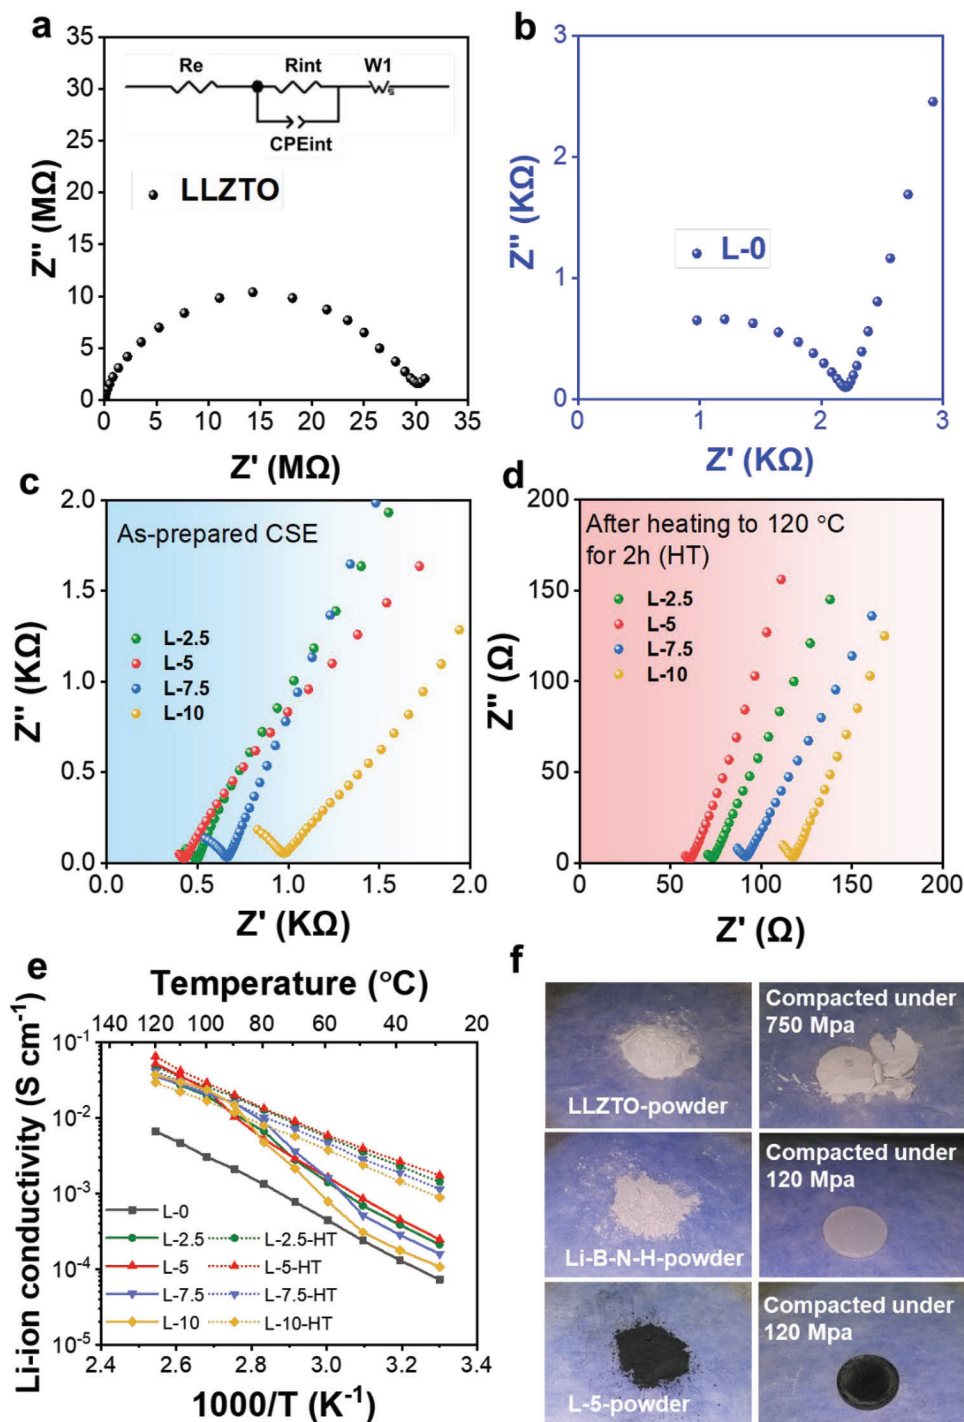 a
35
30
25
20
15
10
5
0
Z'' (MΩ)
Re
Rint
W1
s
CPEint
LLZTO
0 5 10 15 20 25 30 35
Z' (MΩ)
b
3
2
1
0
Z'' (KΩ)
L-0
1 2 3
Z' (KΩ)
c
2.0
1.5
1.0
0.5
0.0
Z'' (KΩ)
As-prepared CSE
L-2.5
L-5
L-7.5
L-10
0.0 0.5 1.0 1.5 2.0
Z' (KΩ)
d
200
150
100
50
0
Z'' (Ω)
After heating to 120 °C
for 2h (HT)
L-2.5
L-5
L-7.5
L-10
0 50 100 150 200
Z' (Ω)
e
Temperature (°C)
140 120 100 80 60 40 20
Li-ion conductivity (S cm⁻¹)
10⁻¹
10⁻²
10⁻³
10⁻⁴
10⁻⁵
L-0
L-2.5 L-2.5-HT
L-5 L-5-HT
L-7.5 L-7.5-HT
L-10 L-10-HT
2.4 2.6 2.8 3.0 3.2 3.4
1000/T (K⁻¹)
f
LLZTO-powder
Compacted under
750 Mpa
Li-B-N-H-powder
Compacted under
120 Mpa
L-5-powder
Compacted under
120 Mpa